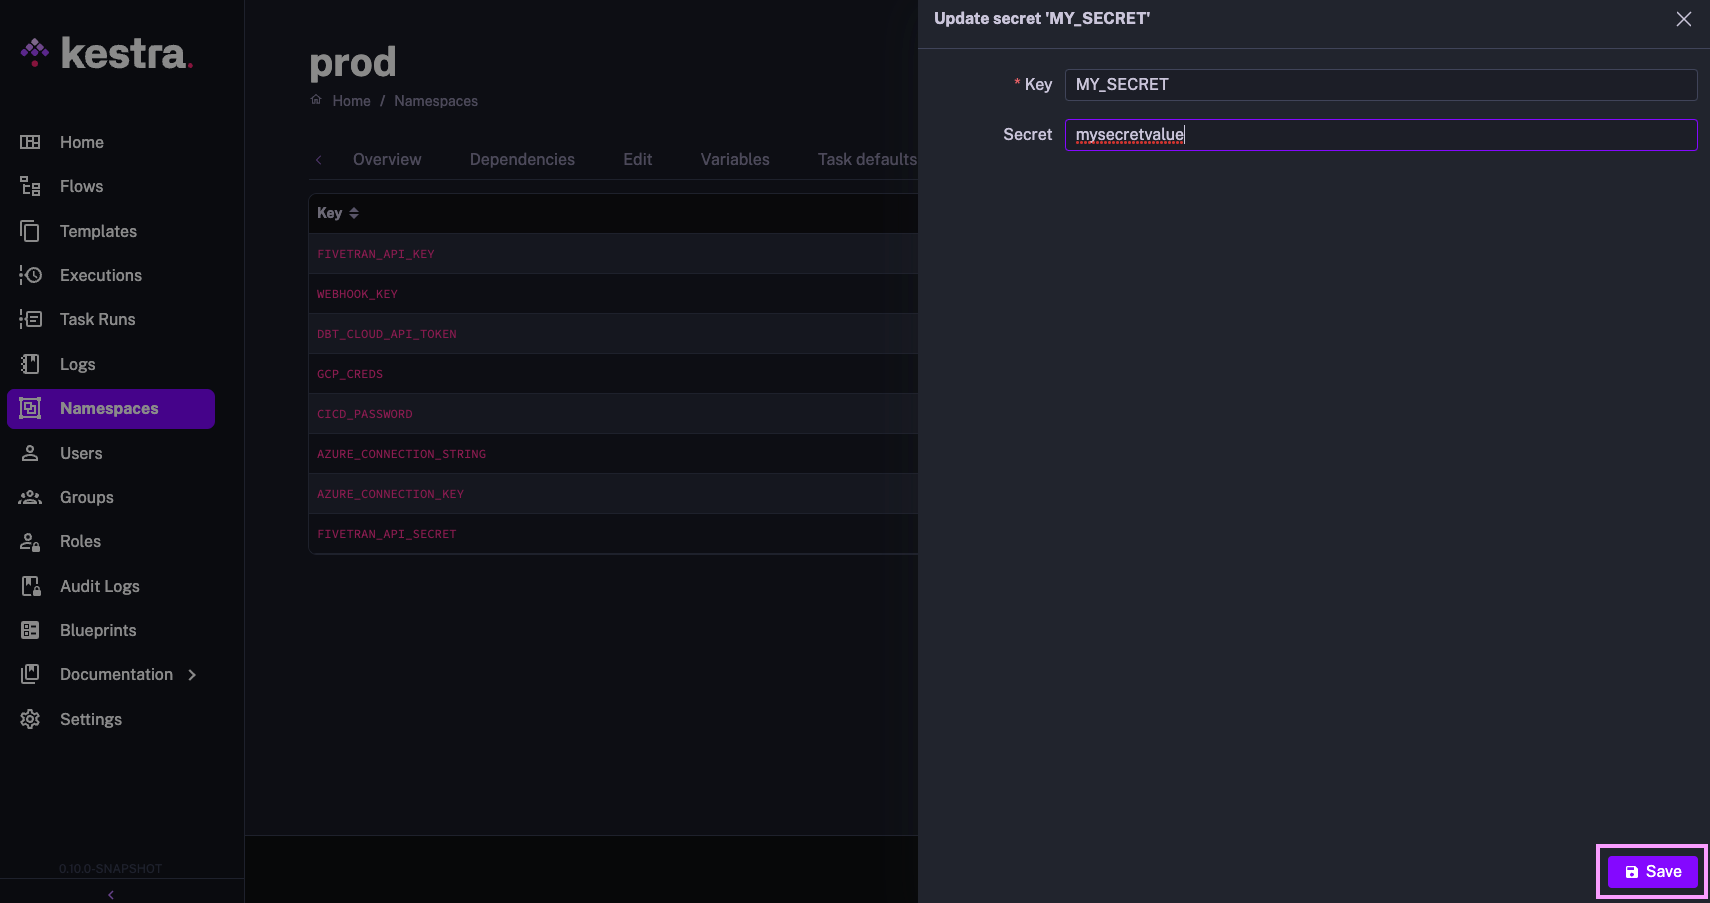 kestra.
Home
Flows
Templates
Executions
Task Runs
Logs
Namespaces
Users
Groups
Roles
Audit Logs
Blueprints
Documentation
Settings
0.10.0-SNAPSHOT
prod
Home / Namespaces
Overview Dependencies Edit Variables Task defaults
Key
FIVETRAN_API_KEY
WEBHOOK_KEY
DBT_CLOUD_API_TOKEN
GCP_CREDS
CICD_PASSWORD
AZURE_CONNECTION_STRING
AZURE_CONNECTION_KEY
FIVETRAN_API_SECRET
Update secret 'MY_SECRET'
* Key MY_SECRET
Secret mysecretvalue
Save